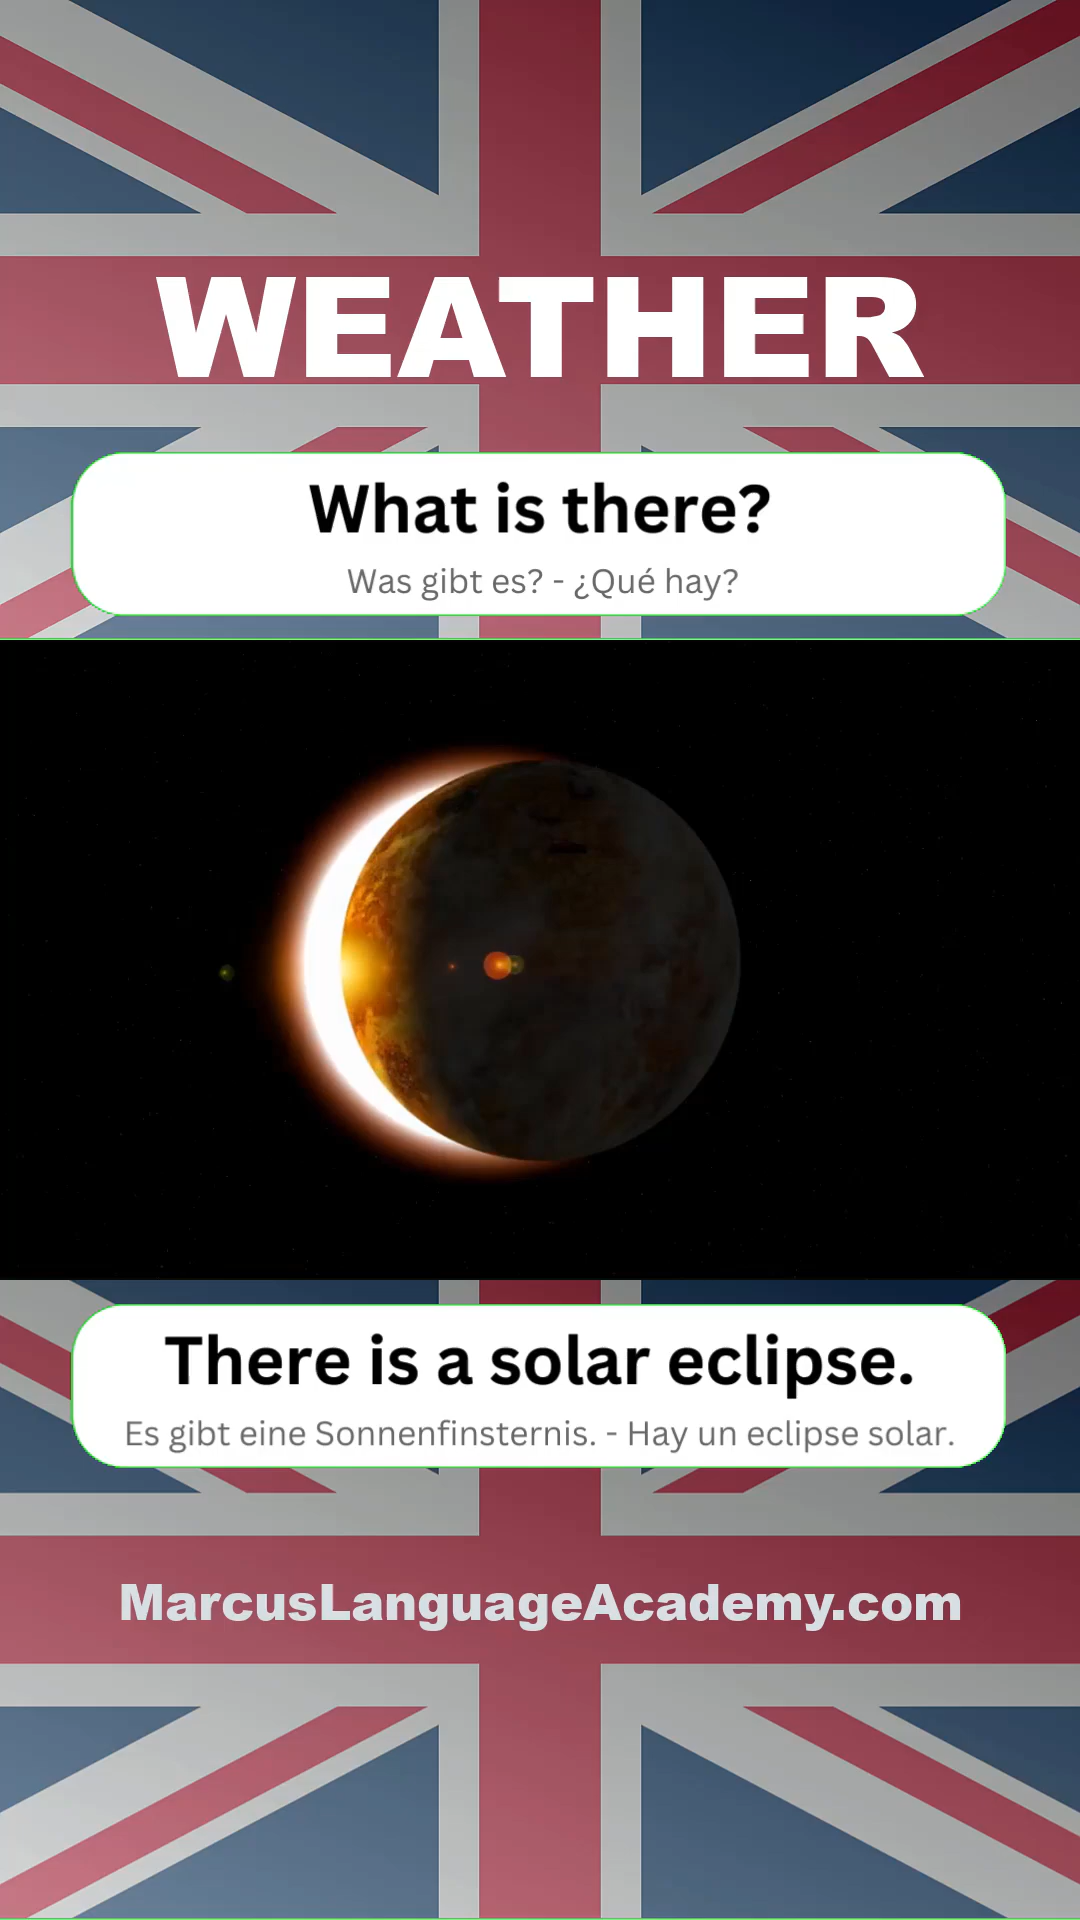 WEATHER
What is there?
Was gibt es? - ¿Qué hay?
There is a solar eclipse.
Es gibt eine Sonnenfinsternis. - Hay un eclipse solar.
MarcusLanguageAcademy.com